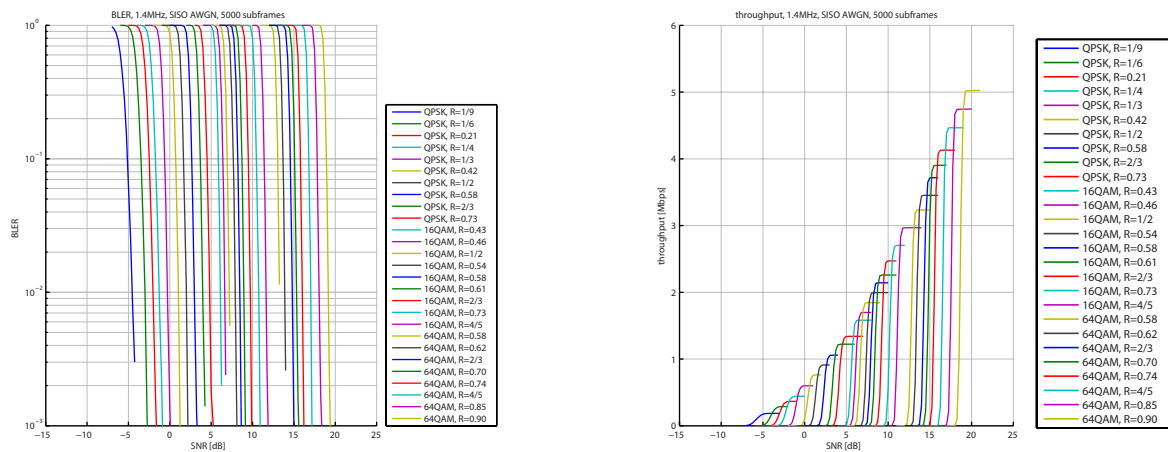 BLER, 1.4MHz, SISO AWGN, 5000 subframes
10^0
10^-1
10^-2
10^-3
BLER
−15 −10 −5 0 5 10 15 20 25
SNR [dB]
QPSK, R=1/9
QPSK, R=1/6
QPSK, R=0.21
QPSK, R=1/4
QPSK, R=1/3
QPSK, R=0.42
QPSK, R=1/2
QPSK, R=0.58
QPSK, R=2/3
QPSK, R=0.73
16QAM, R=0.43
16QAM, R=0.46
16QAM, R=1/2
16QAM, R=0.54
16QAM, R=0.58
16QAM, R=0.61
16QAM, R=2/3
16QAM, R=0.73
16QAM, R=4/5
64QAM, R=0.58
64QAM, R=0.62
64QAM, R=2/3
64QAM, R=0.70
64QAM, R=0.74
64QAM, R=4/5
64QAM, R=0.85
64QAM, R=0.90
throughput, 1.4MHz, SISO AWGN, 5000 subframes
6
5
4
3
2
1
0
throughput [Mbps]
−15 −10 −5 0 5 10 15 20 25
SNR [dB]
QPSK, R=1/9
QPSK, R=1/6
QPSK, R=0.21
QPSK, R=1/4
QPSK, R=1/3
QPSK, R=0.42
QPSK, R=1/2
QPSK, R=0.58
QPSK, R=2/3
QPSK, R=0.73
16QAM, R=0.43
16QAM, R=0.46
16QAM, R=1/2
16QAM, R=0.54
16QAM, R=0.58
16QAM, R=0.61
16QAM, R=2/3
16QAM, R=0.73
16QAM, R=4/5
64QAM, R=0.58
64QAM, R=0.62
64QAM, R=2/3
64QAM, R=0.70
64QAM, R=0.74
64QAM, R=4/5
64QAM, R=0.85
64QAM, R=0.90